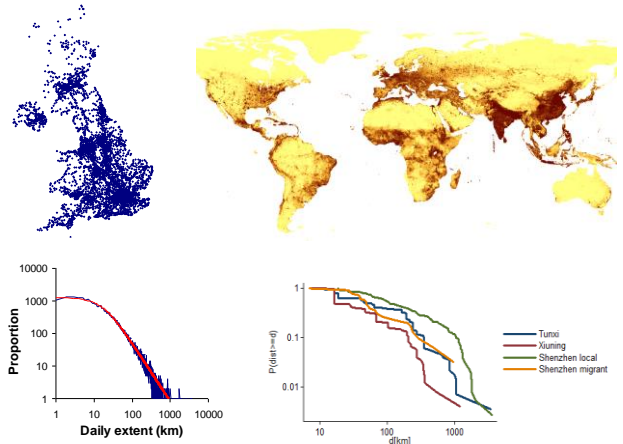 10000
1000
100
10
1
Proportion
1 10 100 1000 10000
Daily extent (km)
1
0.1
0.01
P(dist>=d)
10 100 1000
d[km]
Tunxi
Xiuning
Shenzhen local
Shenzhen migrant